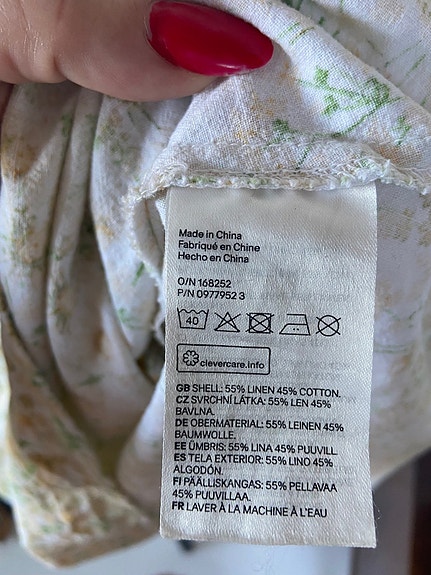 Made in China
Fabriqué en Chine
Hecho en China
O/N 168252
P/N 0977952 3
40
clevercare.info
GB SHELL: 55% LINEN 45% COTTON.
CZ SVRCHNÍ LÁTKA: 55% LEN 45%
BAVLNA.
DE OBERMATERIAL: 55% LEINEN 45%
BAUMWOLLE.
EE ÜMBRIS: 55% LINA 45% PUUVILL.
ES TELA EXTERIOR: 55% LINO 45%
ALGODÓN.
FI PÄÄLLISKANGAS: 55% PELLAVAA
45% PUUVILLAA.
FR LAVER À LA MACHINE À L'EAU